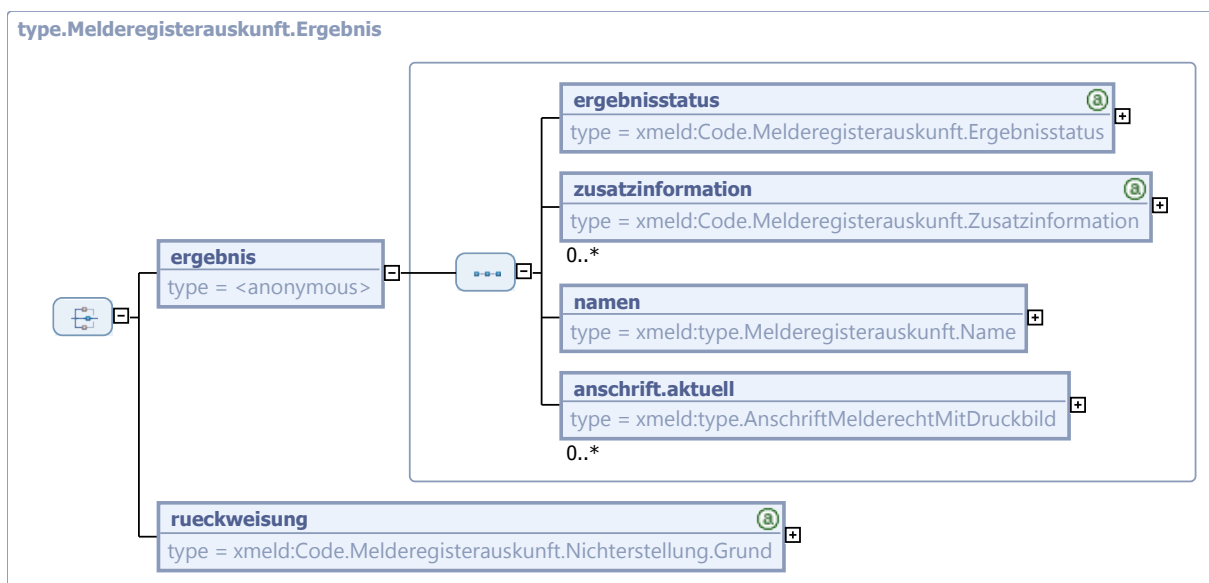 type.Melderegisterauskunft.Ergebnis
ergebnisstatus
a
type = xmeld:Code.Melderegisterauskunft.Ergebnisstatus
zusatzinformation
a
type = xmeld:Code.Melderegisterauskunft.Zusatzinformation
0..*
ergebnis
type = <anonymous>
namen
type = xmeld:type.Melderegisterauskunft.Name
anschrift.aktuell
type = xmeld:type.AnschriftMelderechtMitDruckbild
0..*
rueckweisung
a
type = xmeld:Code.Melderegisterauskunft.Nichterstellung.Grund